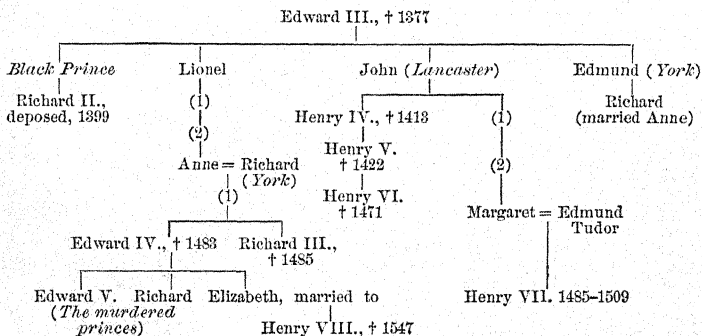 Edward III., † 1377
Black Prince Lionel John (Lancaster) Edmund (York)
Richard II., (1) Richard
deposed, 1399 Henry IV., † 1413 (1) (married Anne)
(2) Henry V.
† 1422 (2)
Anne = Richard
(York) Henry VI.
(1) † 1471 Margaret = Edmund
Tudor
Edward IV., † 1483 Richard III.,
† 1485
Edward V. Richard Elizabeth, married to Henry VII. 1485–1509
(The murdered
princes) Henry VIII., † 1547